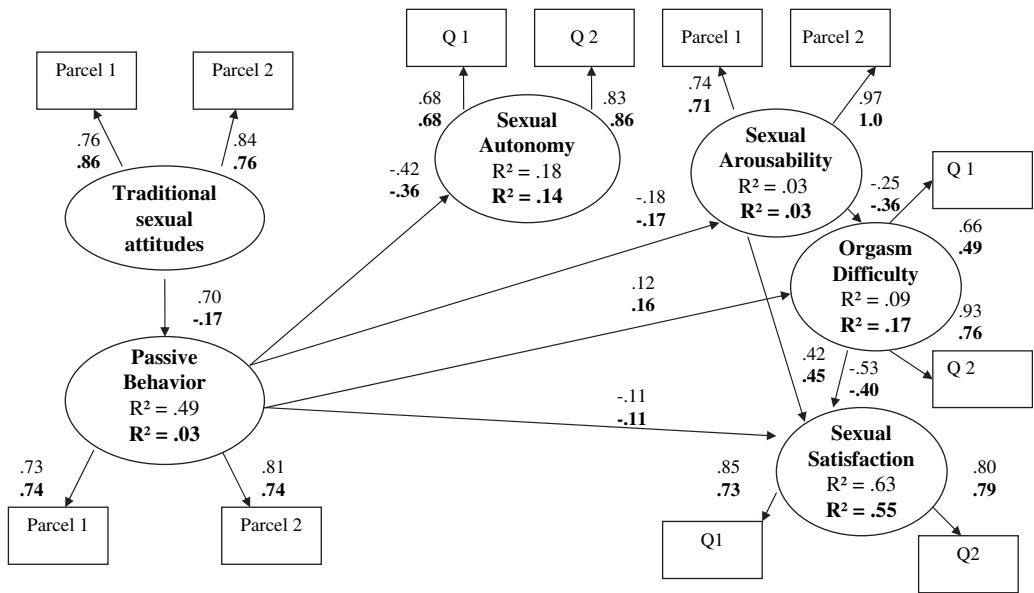 Parcel 1
Parcel 2
.76
.86
.84
.76
Traditional
sexual
attitudes
.70
-.17
Passive
Behavior
R² = .49
R² = .03
.73
.74
.81
.74
Parcel 1
Parcel 2
Q 1
Q 2
.68
.68
.83
.86
Sexual
Autonomy
R² = .18
R² = .14
-.42
-.36
Parcel 1
Parcel 2
.74
.71
.97
1.0
Sexual
Arousability
R² = .03
R² = .03
-.18
-.17
-.25
-.36
Q 1
.66
.49
Orgasm
Difficulty
R² = .09
R² = .17
.12
.16
.93
.76
Q 2
.42
.45
-.53
-.40
-.11
-.11
Sexual
Satisfaction
R² = .63
R² = .55
.85
.73
.80
.79
Q1
Q2